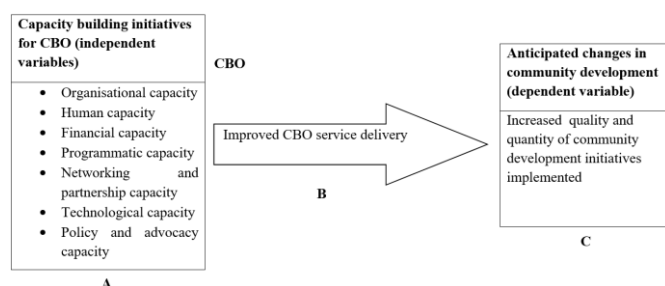 Capacity building initiatives
for CBO (independent
variables)
• Organisational capacity
• Human capacity
• Financial capacity
• Programmatic capacity
• Networking and
partnership capacity
• Technological capacity
• Policy and advocacy
capacity
A
CBO
Improved CBO service delivery
B
Anticipated changes in
community development
(dependent variable)
Increased quality and
quantity of community
development initiatives
implemented
C